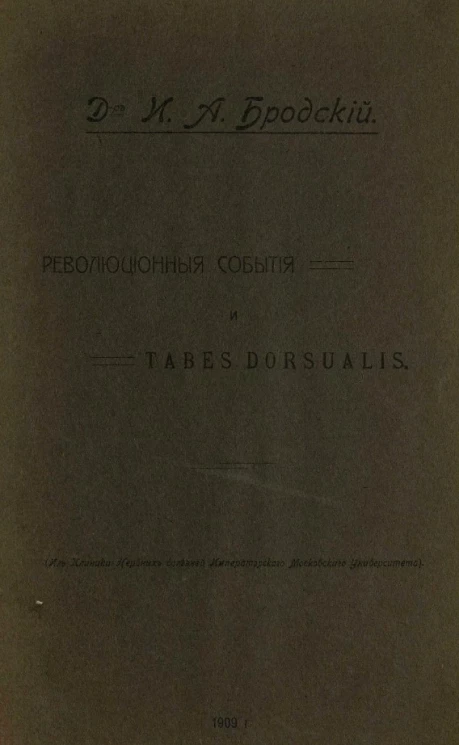 Д-ръ И. А. Бродскій.
РЕВОЛЮЦІОННЫЯ СОБЫТІЯ
И
TABES DORSUALIS.
(Изъ Клиники Нервныхъ болѣзней Императорскаго Московскаго Университета).
1909 г.